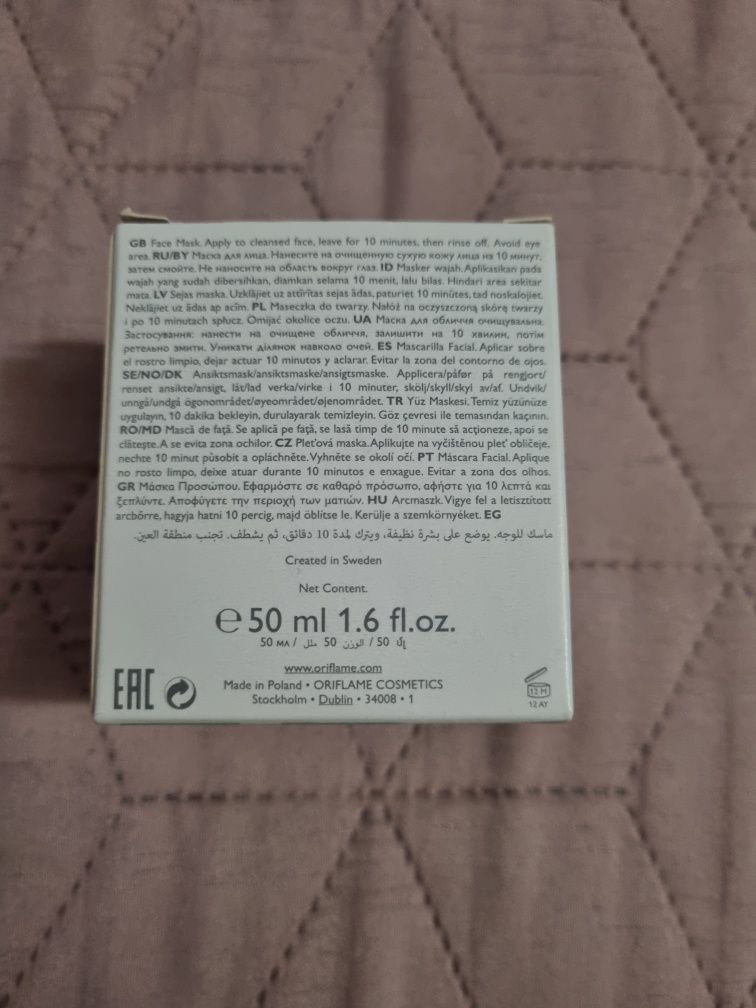 GB Face Mask. Apply to cleansed face, leave for 10 minutes, then rinse off. Avoid eye
area. RU/BY Маска для лица. Нанесите на очищенную сухую кожу лица на 10 минут,
затем смойте. Не наносите на область вокруг глаз. ID Masker wajah. Aplikasikan pada
wajah yang sudah dibersihkan, diamkan selama 10 menit, lalu bilas. Hindari area sekitar
mata. LV Sejas maska. Uzklājiet uz attīrītas sejas ādas, paturiet 10 minūtes, tad noskalojiet.
Neklājiet uz ādas ap acīm. PL Maseczka do twarzy. Nałóż na oczyszczoną skórę twarzy
i po 10 minutach spłucz. Omijać okolice oczu. UA Маска для обличчя очищувальна.
Застосування: нанести на очищене обличчя, залишити на 10 хвилин, потім
ретельно змити. Уникати ділянок навколо очей. ES Mascarilla Facial. Aplicar sobre
el rostro limpio, dejar actuar 10 minutos y aclarar. Evitar la zona del contorno de ojos.
SE/NO/DK Ansiktsmask/ansiktsmaske/ansigtsmaske. Applicera/påfør på rengjort/
renset ansikte/ansigt, låt/lad verka/virke i 10 minuter, skölj/skyll/skyl av/af. Undvik/
unngå/undgå ögonområdet/øyeområdet/øjenområdet. TR Yüz Maskesi. Temiz yüzünüze
uygulayın, 10 dakika bekleyin, durulayarak temizleyin. Göz çevresi ile temasından kaçının.
RO/MD Mască de faţă. Se aplică pe faţă, se lasă timp de 10 minute să acţioneze, apoi se
clăteşte. A se evita zona ochilor. CZ Pleťová maska. Aplikujte na vyčištěnou pleť obličeje,
nechte 10 minut působit a opláchněte. Vyhněte se okolí očí. PT Máscara Facial. Aplique
no rosto limpo, deixe atuar durante 10 minutos e enxague. Evitar a zona dos olhos.
GR Μάσκα Προσώπου. Εφαρμόστε σε καθαρό πρόσωπο, αφήστε για 10 λεπτά και
ξεπλύντε. Αποφύγετε την περιοχή των ματιών. HU Arcmaszk. Vigye fel a letisztított
arcbőrre, hagyja hatni 10 percig, majd öblítse le. Kerülje a szemkörnyéket. EG
ماسك للوجه. يوضع على بشرة نظيفة، ويترك لمدة 10 دقائق، ثم يشطف. تجنب منطقة العين.
Created in Sweden
Net Content.
℮ 50 ml 1.6 fl.oz.
50 мл / الوزن 50 ملل / 50
www.oriflame.com
Made in Poland • ORIFLAME COSMETICS
Stockholm • Dublin • 34008 • 1
EAC
12 M
12 AY